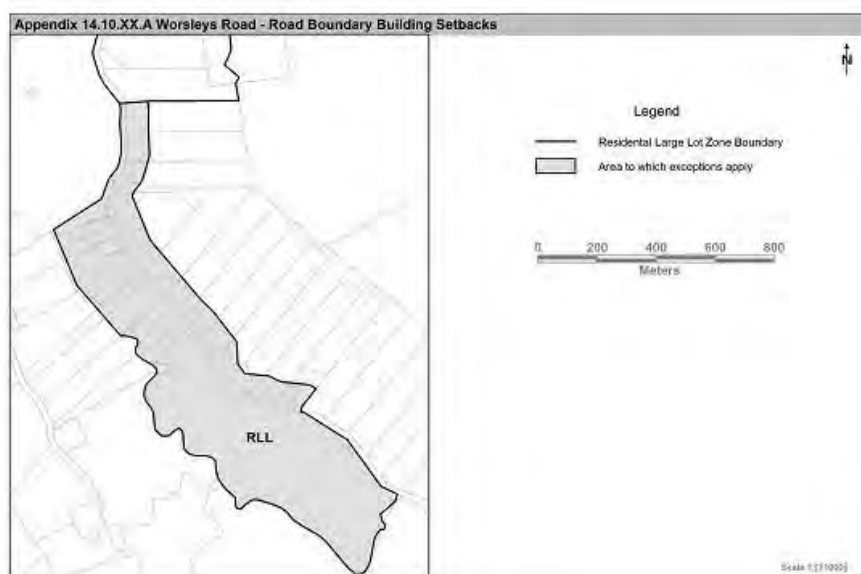 Appendix 14.10.XX.A Worsleys Road - Road Boundary Building Setbacks
N
Legend
Residental Large Lot Zone Boundary
Area to which exceptions apply
0 200 400 600 800
Meters
RLL